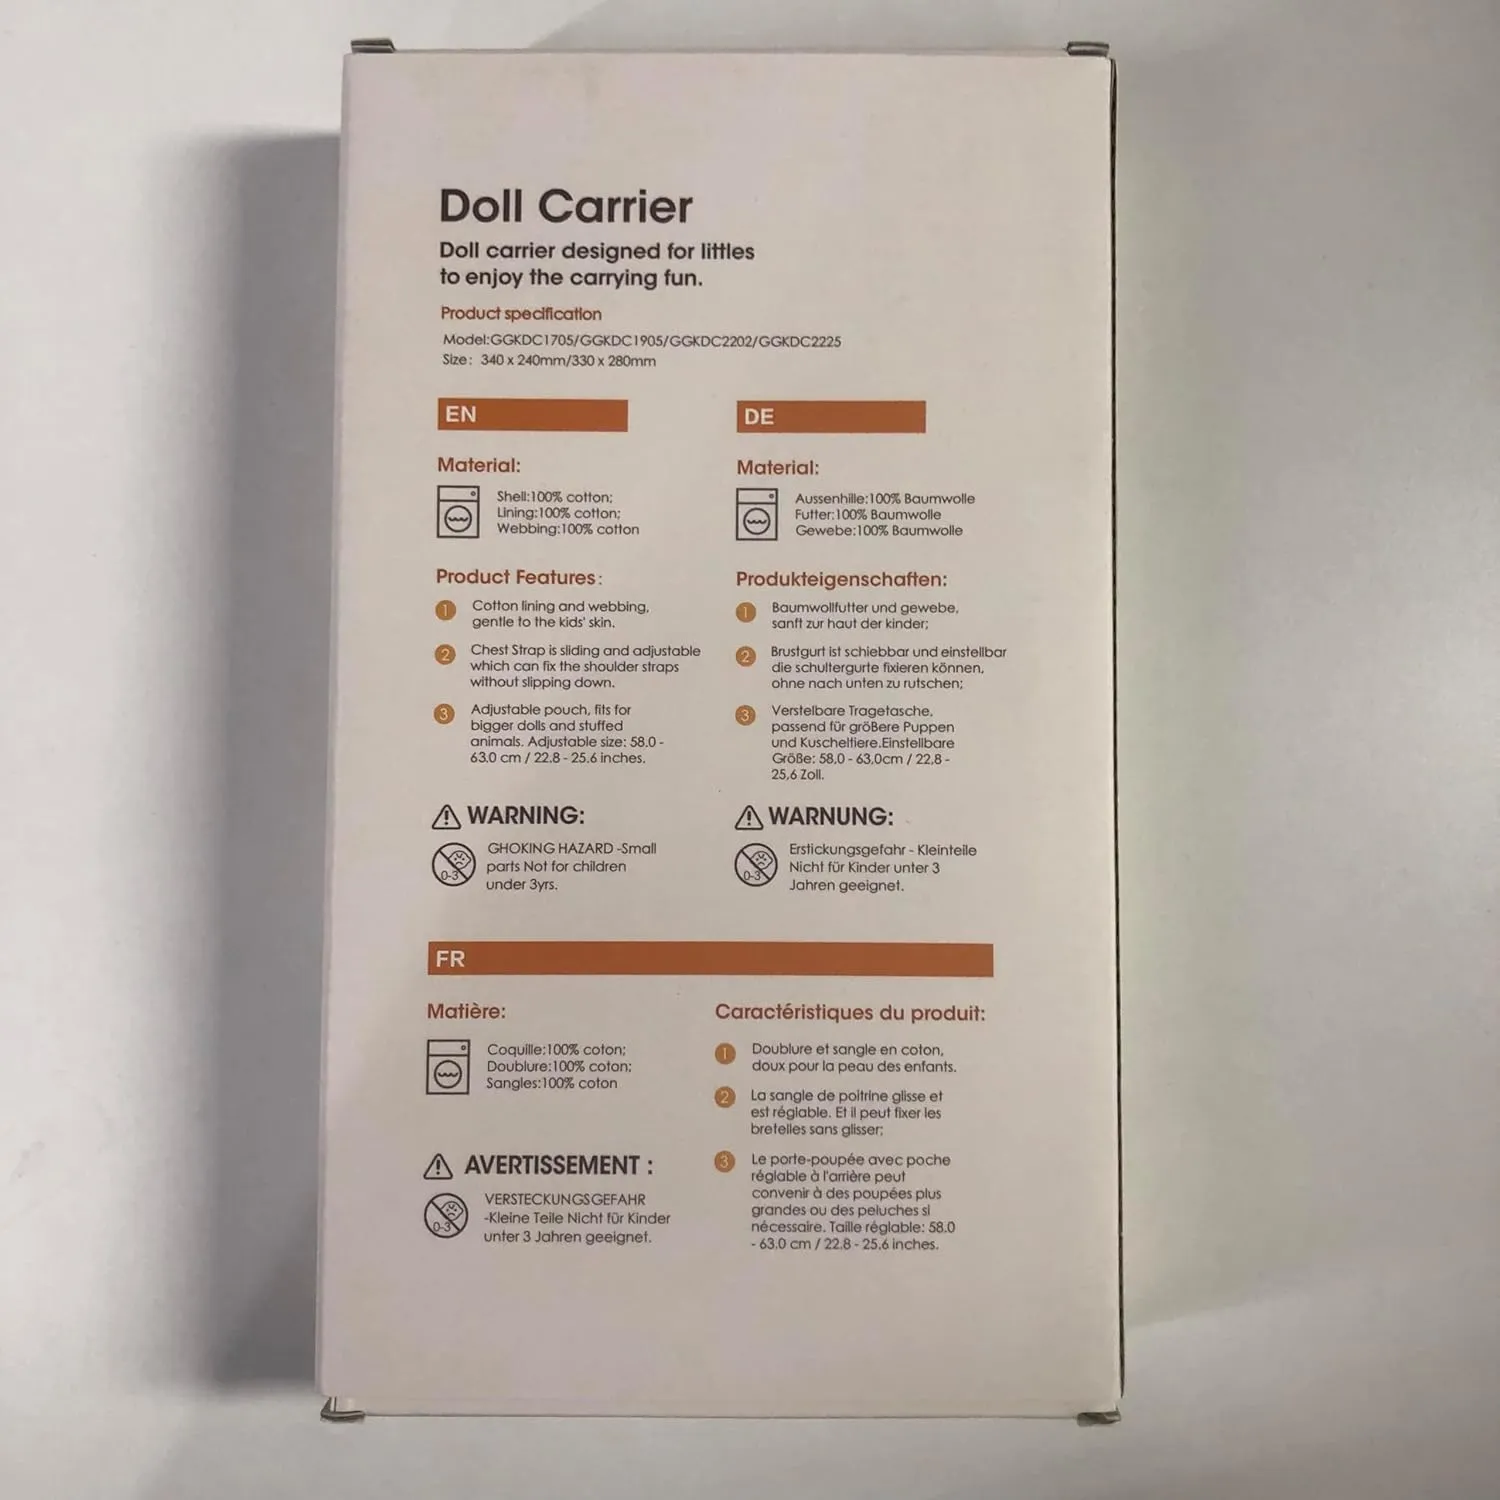 Doll Carrier
Doll carrier designed for littles
to enjoy the carrying fun.
Product specification
Model:GGKDC1705/GGKDC1905/GGKDC2202/GGKDC2225
Size: 340 x 240mm/330 x 280mm
EN
Material:
Shell:100% cotton;
Lining:100% cotton;
Webbing:100% cotton
Product Features:
1 Cotton lining and webbing,
gentle to the kids' skin.
2 Chest Strap is sliding and adjustable
which can fix the shoulder straps
without slipping down.
3 Adjustable pouch, fits for
bigger dolls and stuffed
animals. Adjustable size: 58.0 -
63.0 cm / 22.8 - 25.6 inches.
WARNING:
0-3
GHOKING HAZARD -Small
parts Not for children
under 3yrs.
DE
Material:
Aussenhille:100% Baumwolle
Futter:100% Baumwolle
Gewebe:100% Baumwolle
Produkteigenschaften:
1 Baumwollfutter und gewebe,
sanft zur haut der kinder;
2 Brustgurt ist schiebbar und einstellbar
die schultergurte fixieren können,
ohne nach unten zu rutschen;
3 Verstelbare Tragetasche,
passend für größere Puppen
und Kuscheltiere.Einstellbare
Größe: 58,0 - 63,0cm / 22,8 -
25,6 Zoll.
WARNUNG:
0-3
Erstickungsgefahr - Kleinteile
Nicht für Kinder unter 3
Jahren geeignet.
FR
Matière:
Coquille:100% coton;
Doublure:100% coton;
Sangles:100% coton
AVERTISSEMENT :
0-3
VERSTECKUNGSGEFAHR
-Kleine Teile Nicht für Kinder
unter 3 Jahren geeignet.
Caractéristiques du produit:
1 Doublure et sangle en coton,
doux pour la peau des enfants.
2 La sangle de poitrine glisse et
est réglable. Et il peut fixer les
bretelles sans glisser;
3 Le porte-poupée avec poche
réglable à l'arrière peut
convenir à des poupées plus
grandes ou des peluches si
nécessaire. Taille réglable: 58.0
- 63.0 cm / 22.8 - 25.6 inches.